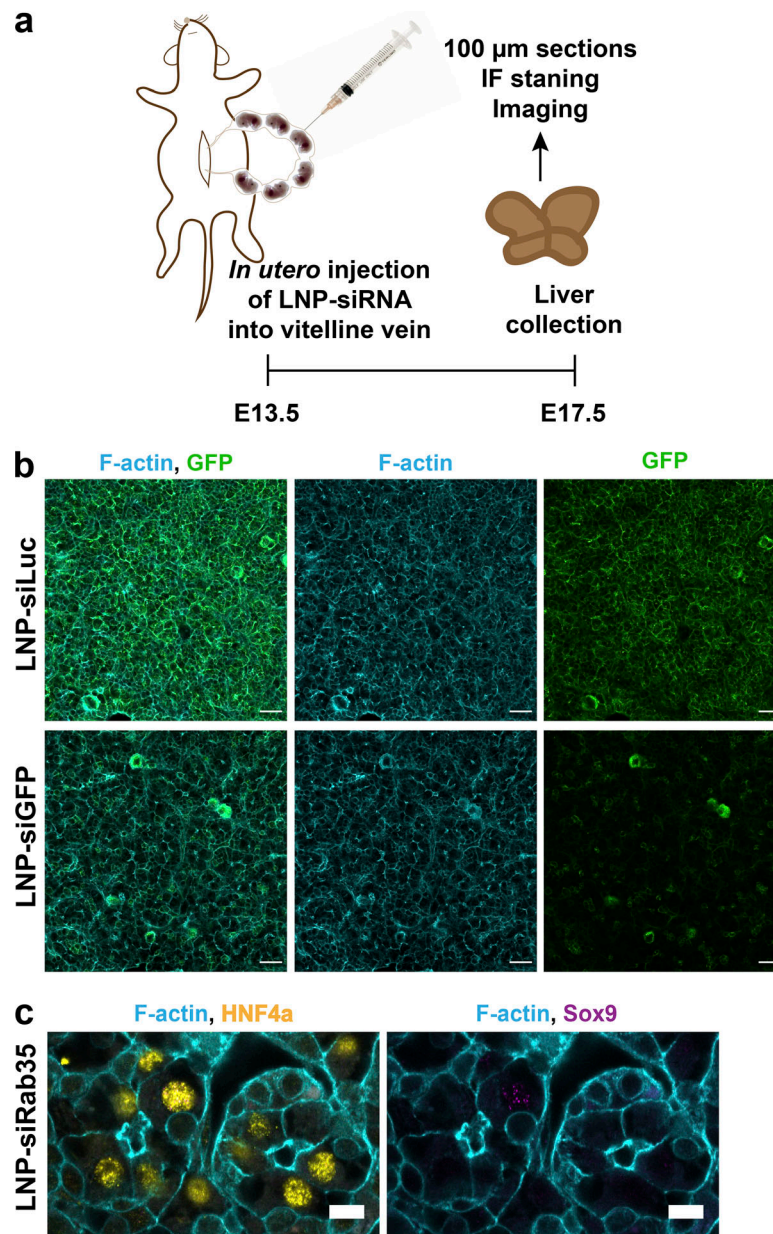 a
100 µm sections
IF staning
Imaging
In utero injection
of LNP-siRNA
into vitelline vein
Liver
collection
E13.5
E17.5
b
F-actin, GFP
F-actin
GFP
LNP-siLuc
LNP-siGFP
c
F-actin, HNF4a
F-actin, Sox9
LNP-siRab35